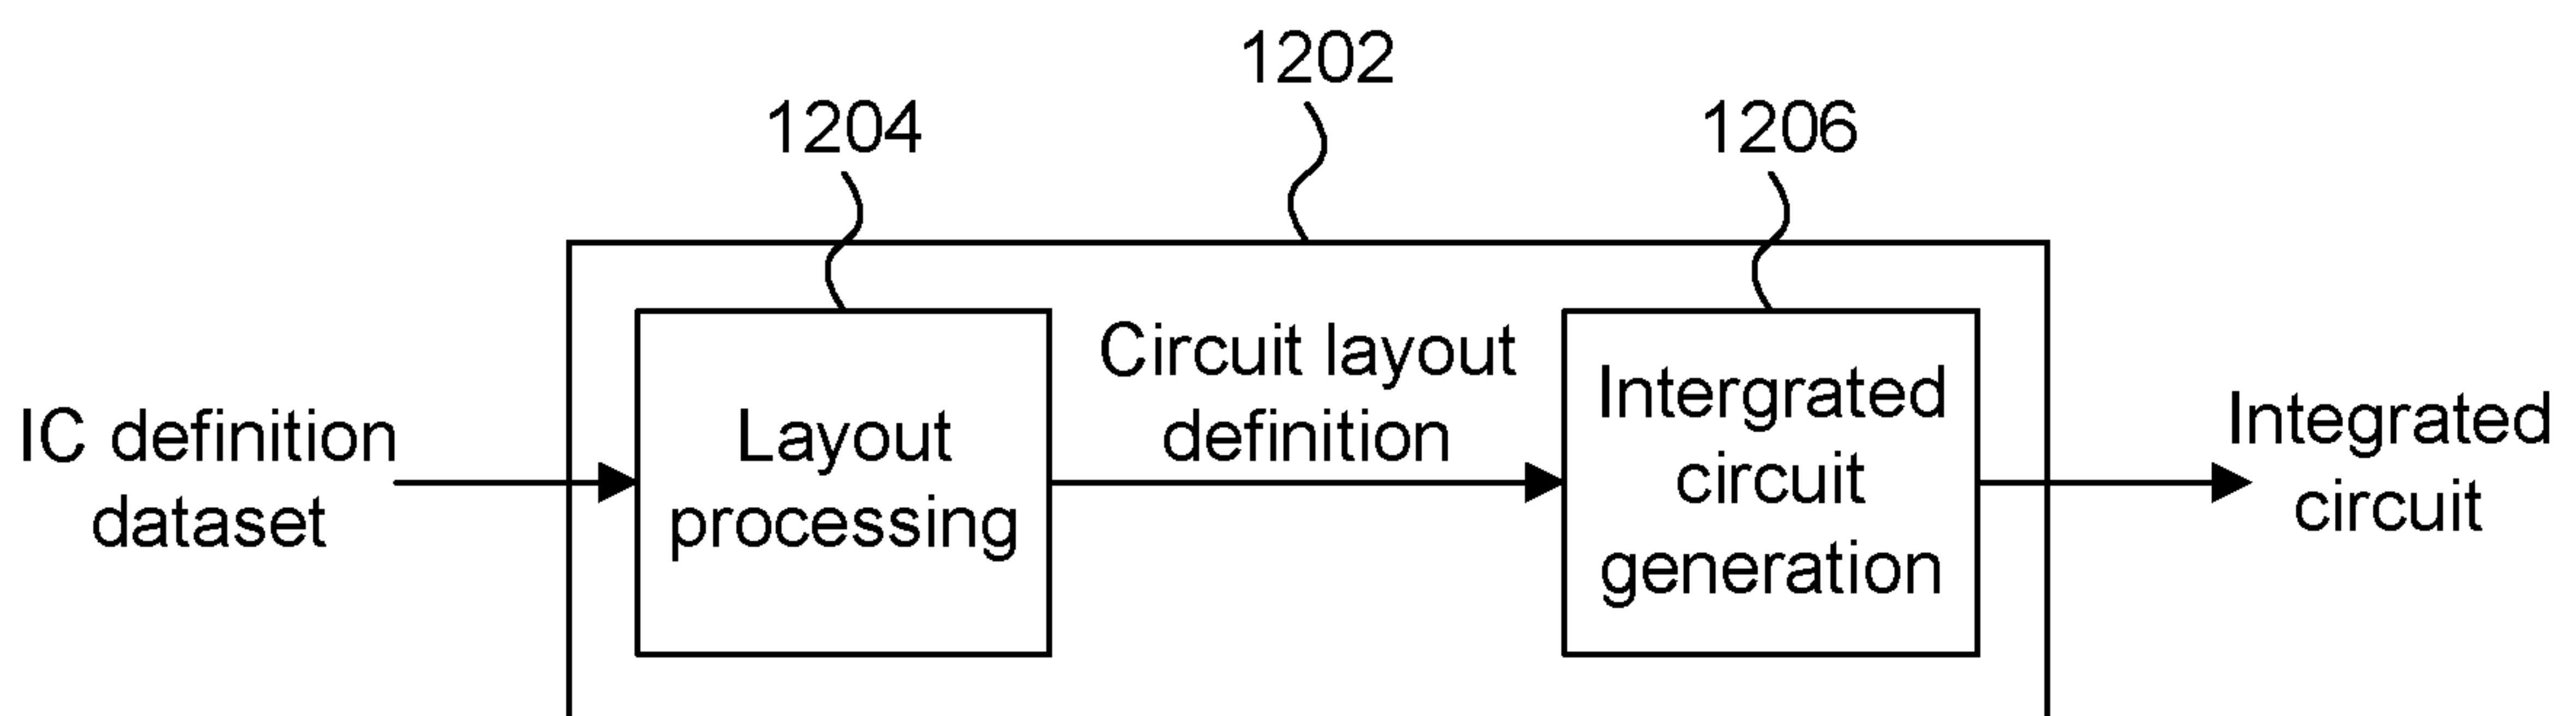 1202
1204
1206
IC definition
dataset
Layout
processing
Circuit layout
definition
Intergrated
circuit
generation
Integrated
circuit